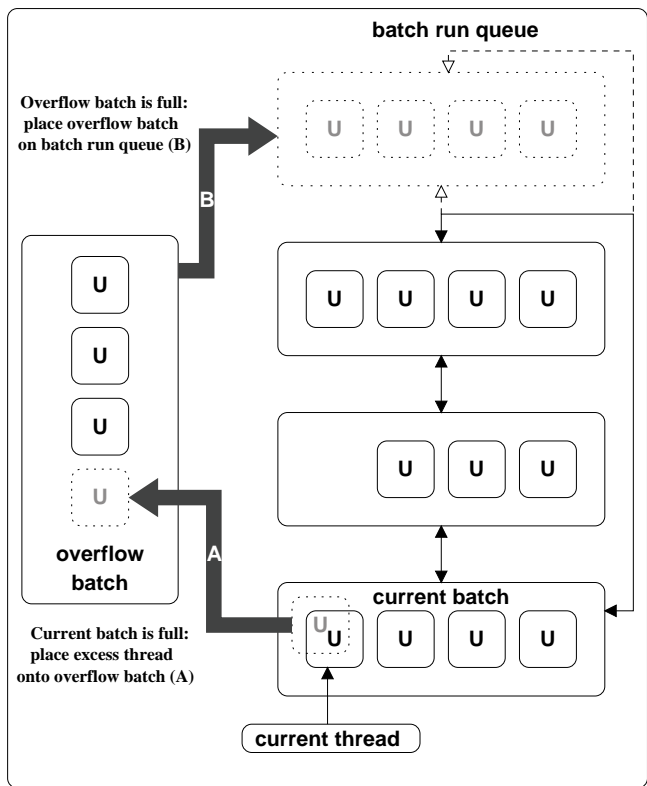 batch run queue
Overflow batch is full:
place overflow batch
on batch run queue (B)
U U U U
B
U
U
U
U
overflow
batch
U U U U
U U U
A
current batch
U
U U U U
Current batch is full:
place excess thread
onto overflow batch (A)
current thread